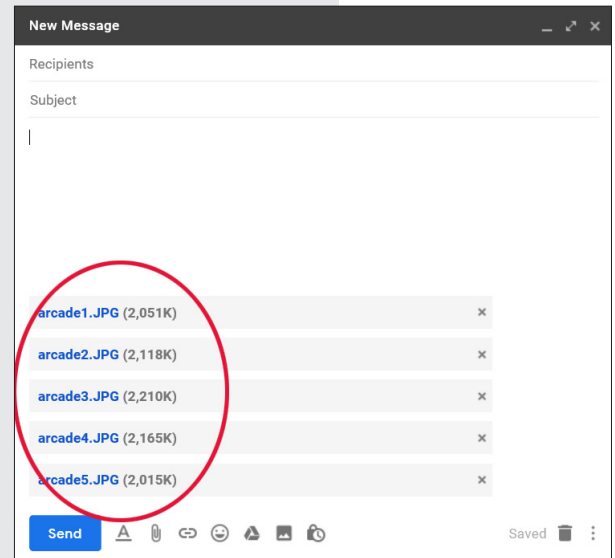 New Message
Recipients
Subject
arcade1.JPG (2,051K)
arcade2.JPG (2,118K)
arcade3.JPG (2,210K)
arcade4.JPG (2,165K)
arcade5.JPG (2,015K)
Send A Saved